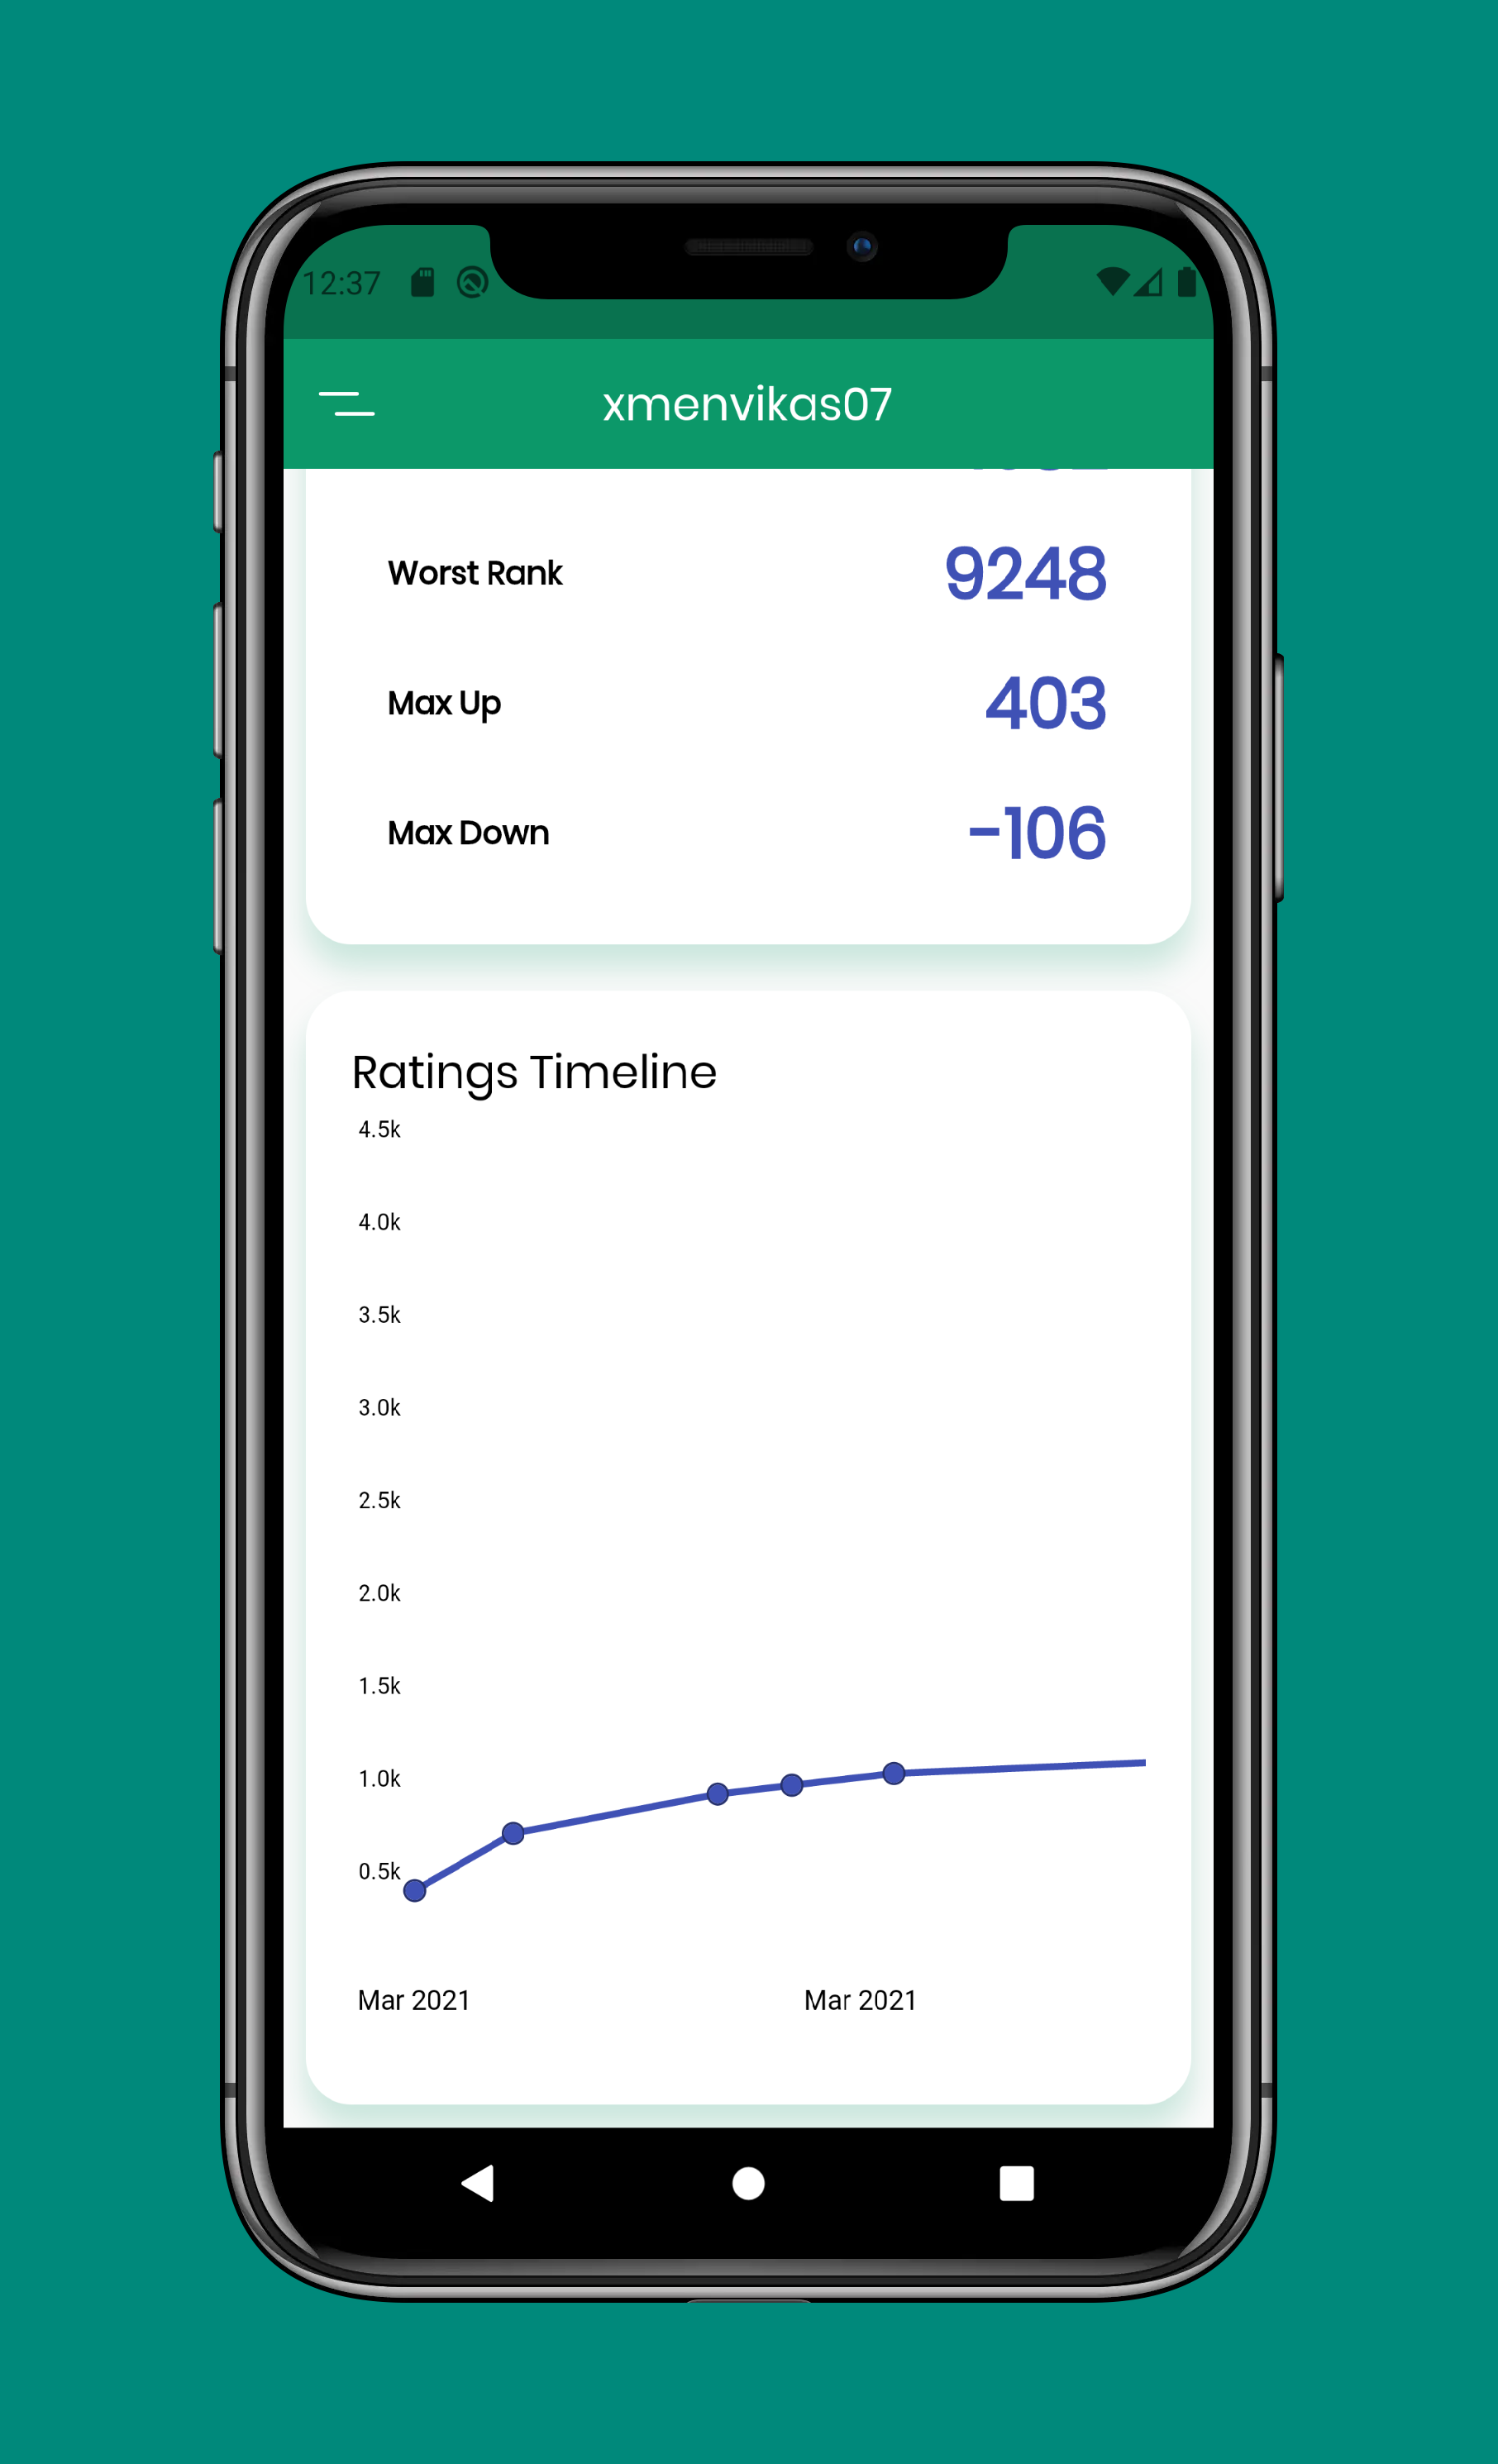 12:37
xmenvikas07
Worst Rank 9248
Max Up 403
Max Down -106
Ratings Timeline
4.5k
4.0k
3.5k
3.0k
2.5k
2.0k
1.5k
1.0k
0.5k
Mar 2021 Mar 2021